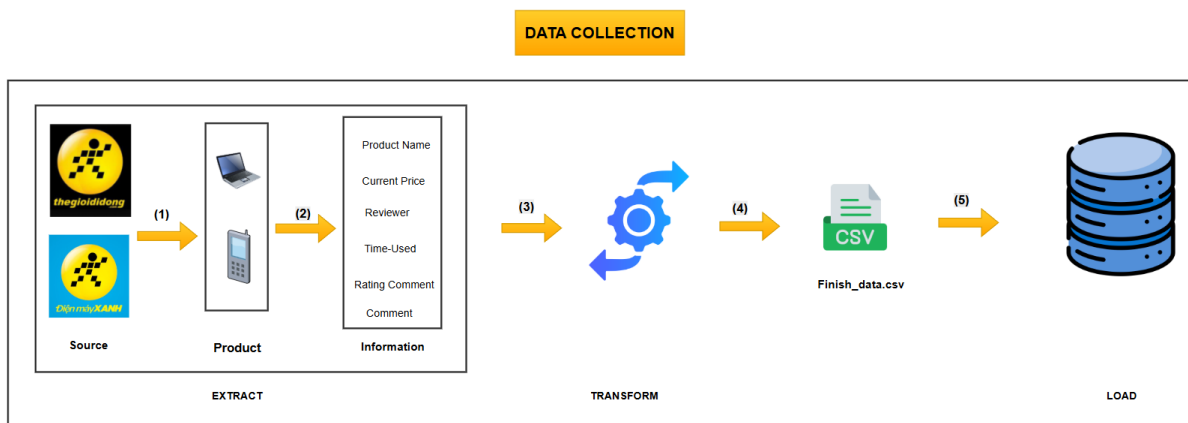 DATA COLLECTION
thegioididong
Điện máy XANH
Source
(1)
Product
(2)
Product Name
Current Price
Reviewer
Time-Used
Rating Comment
Comment
Information
EXTRACT
(3)
TRANSFORM
(4)
CSV
Finish_data.csv
(5)
LOAD